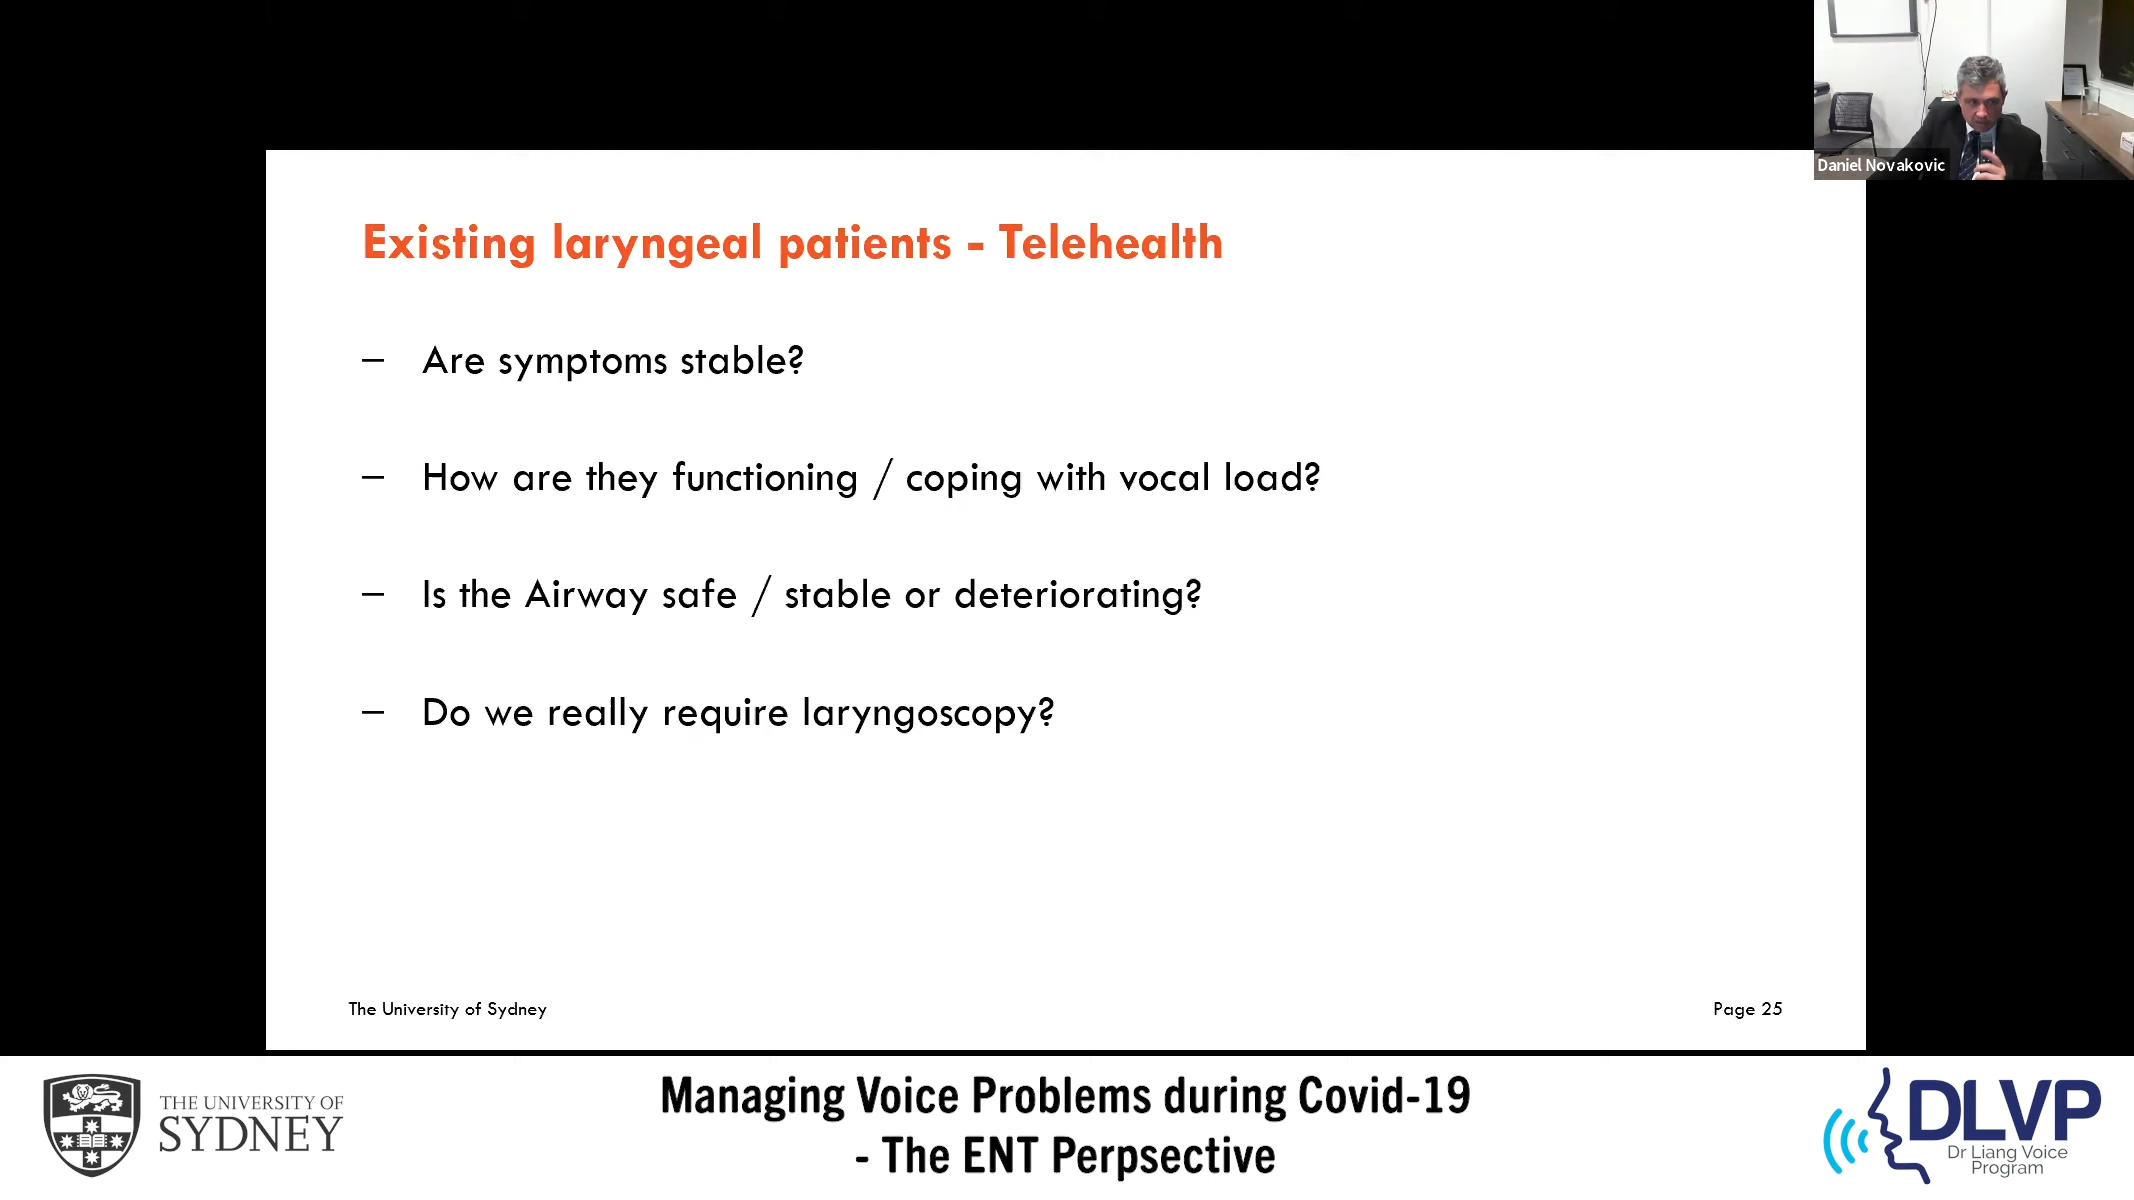 Daniel Novakovic
Existing laryngeal patients - Telehealth
– Are symptoms stable?
– How are they functioning / coping with vocal load?
– Is the Airway safe / stable or deteriorating?
– Do we really require laryngoscopy?
The University of Sydney
Page 25
THE UNIVERSITY OF
SYDNEY
Managing Voice Problems during Covid-19
- The ENT Perpsective
DLVP
Dr Liang Voice
Program